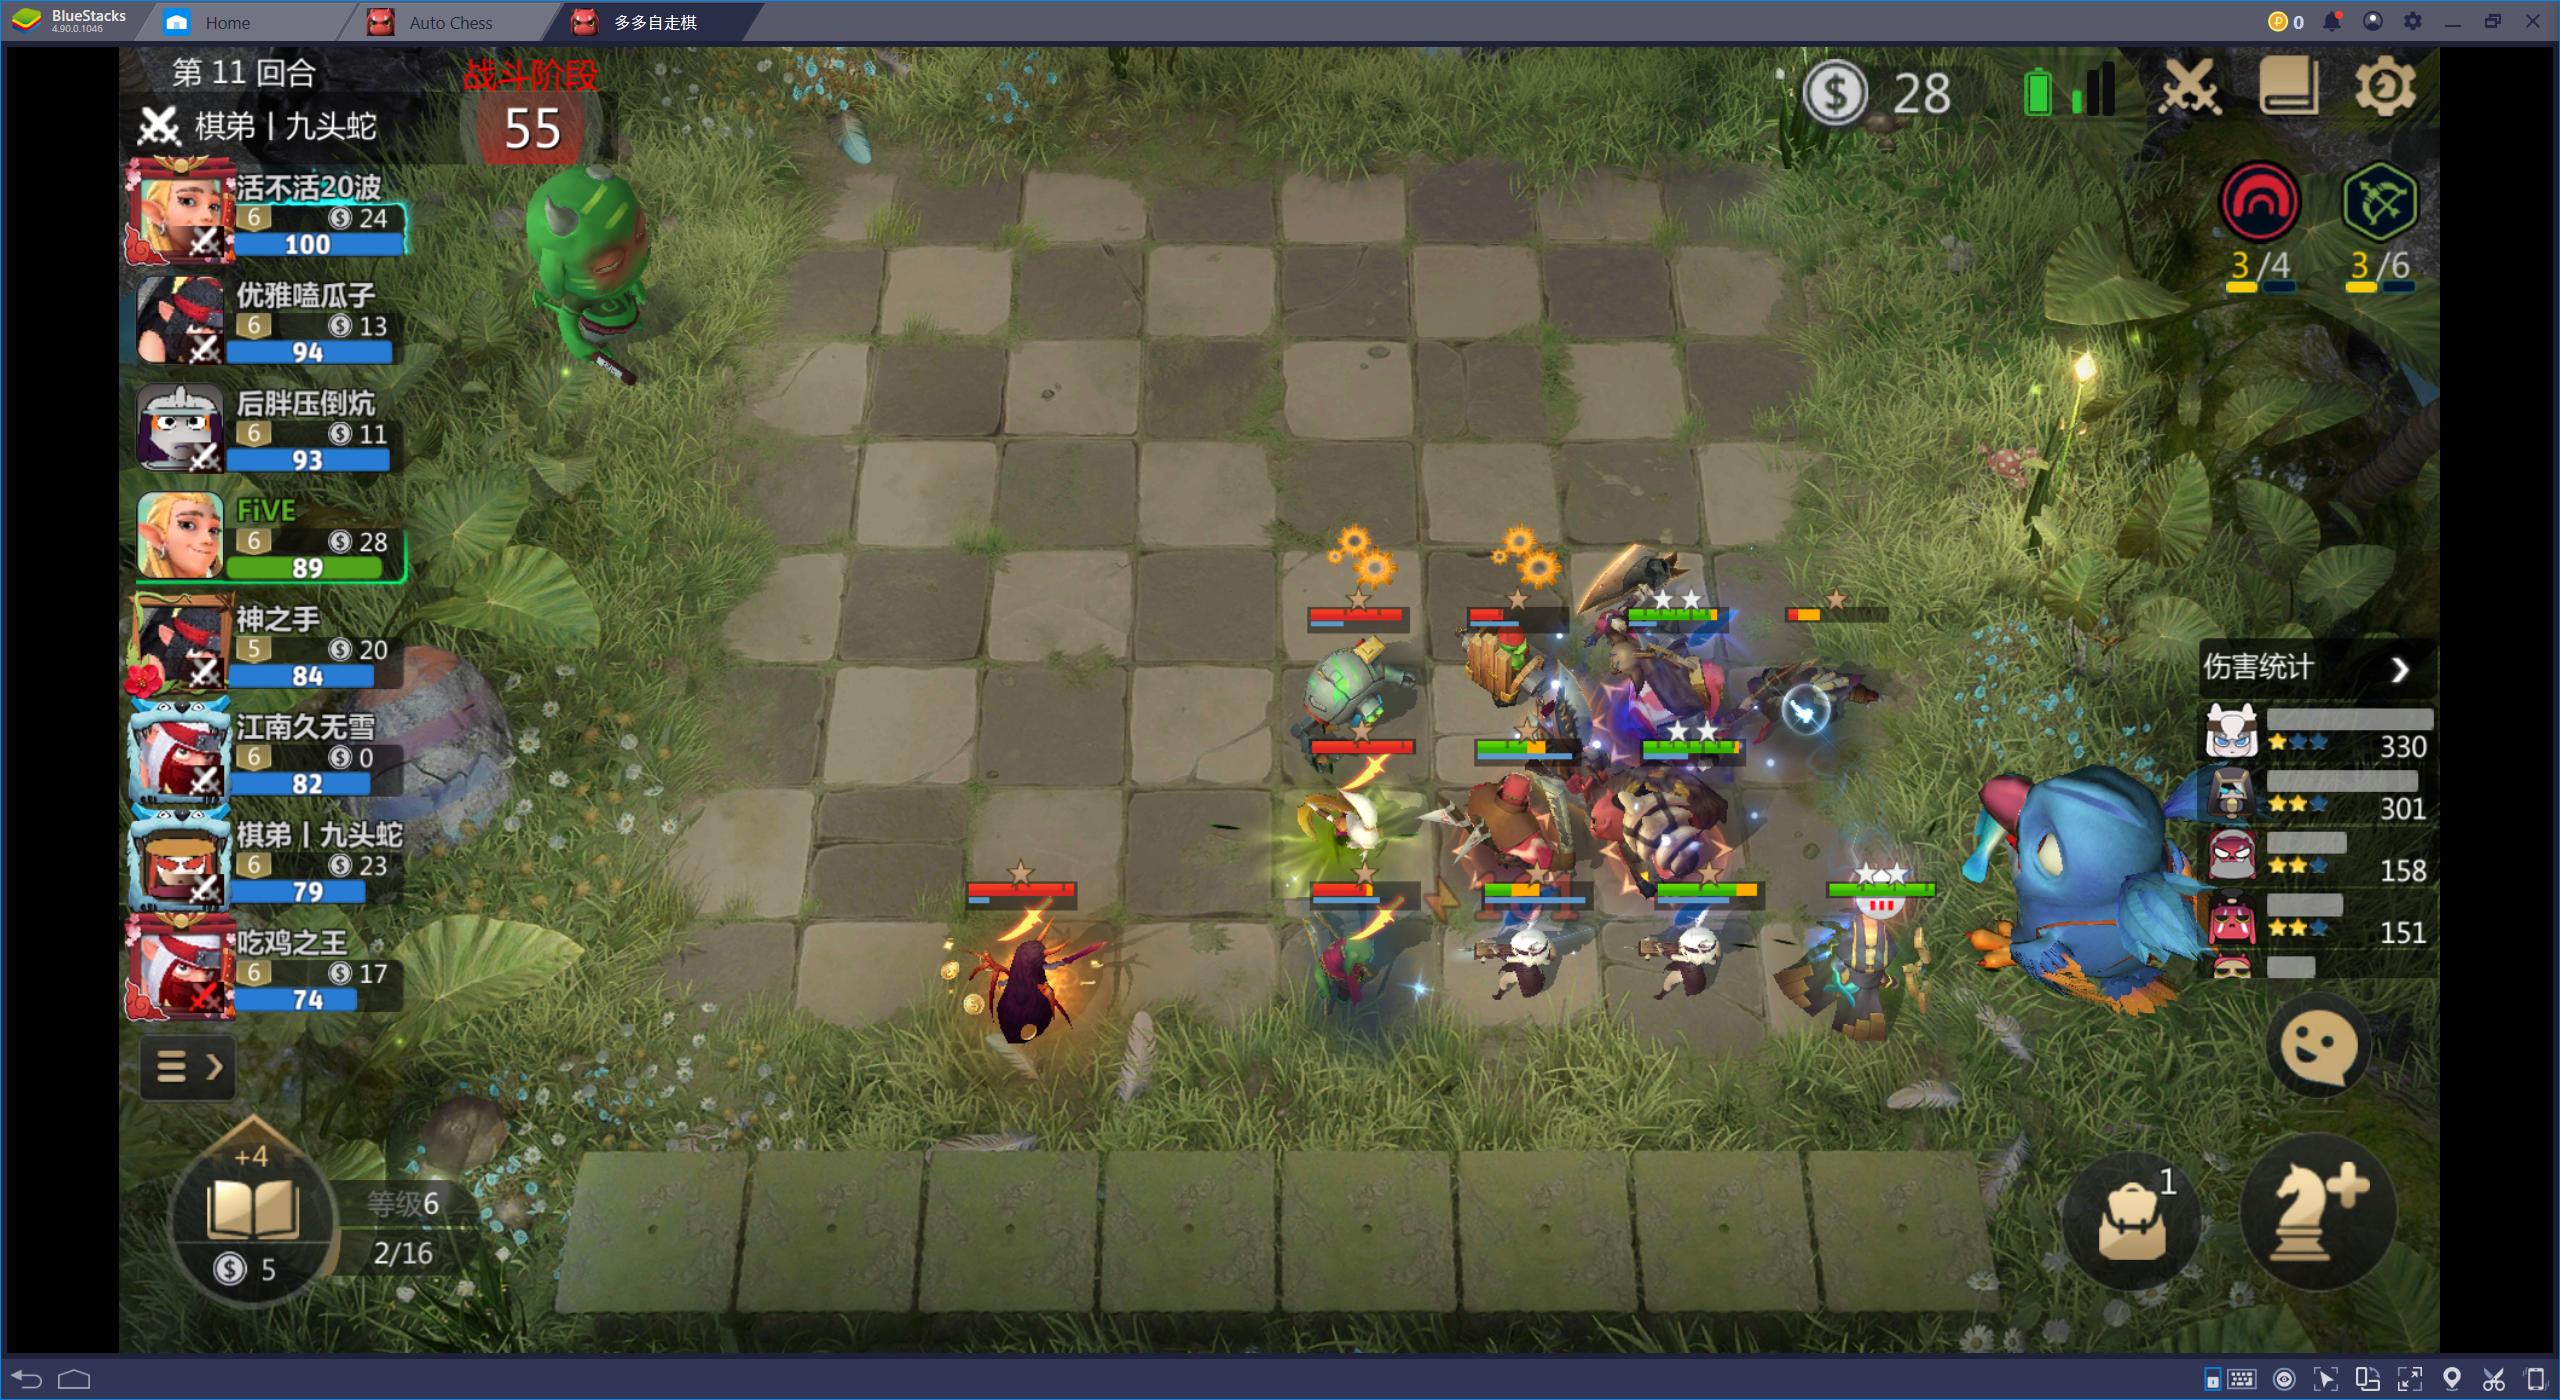 BlueStacks
4.90.0.1046
Home
Auto Chess
多多自走棋
0
第 11 回合
战斗阶段
棋弟丨九头蛇
55
28
3/4
3/6
活不活20波
6
24
100
优雅嗑瓜子
6
13
94
后胖压倒炕
6
11
93
FiVE
6
28
89
神之手
5
20
84
江南久无雪
6
0
82
棋弟丨九头蛇
6
23
79
吃鸡之王
6
17
74
伤害统计
330
301
158
151
101
+4
5
等级6
2/16
1